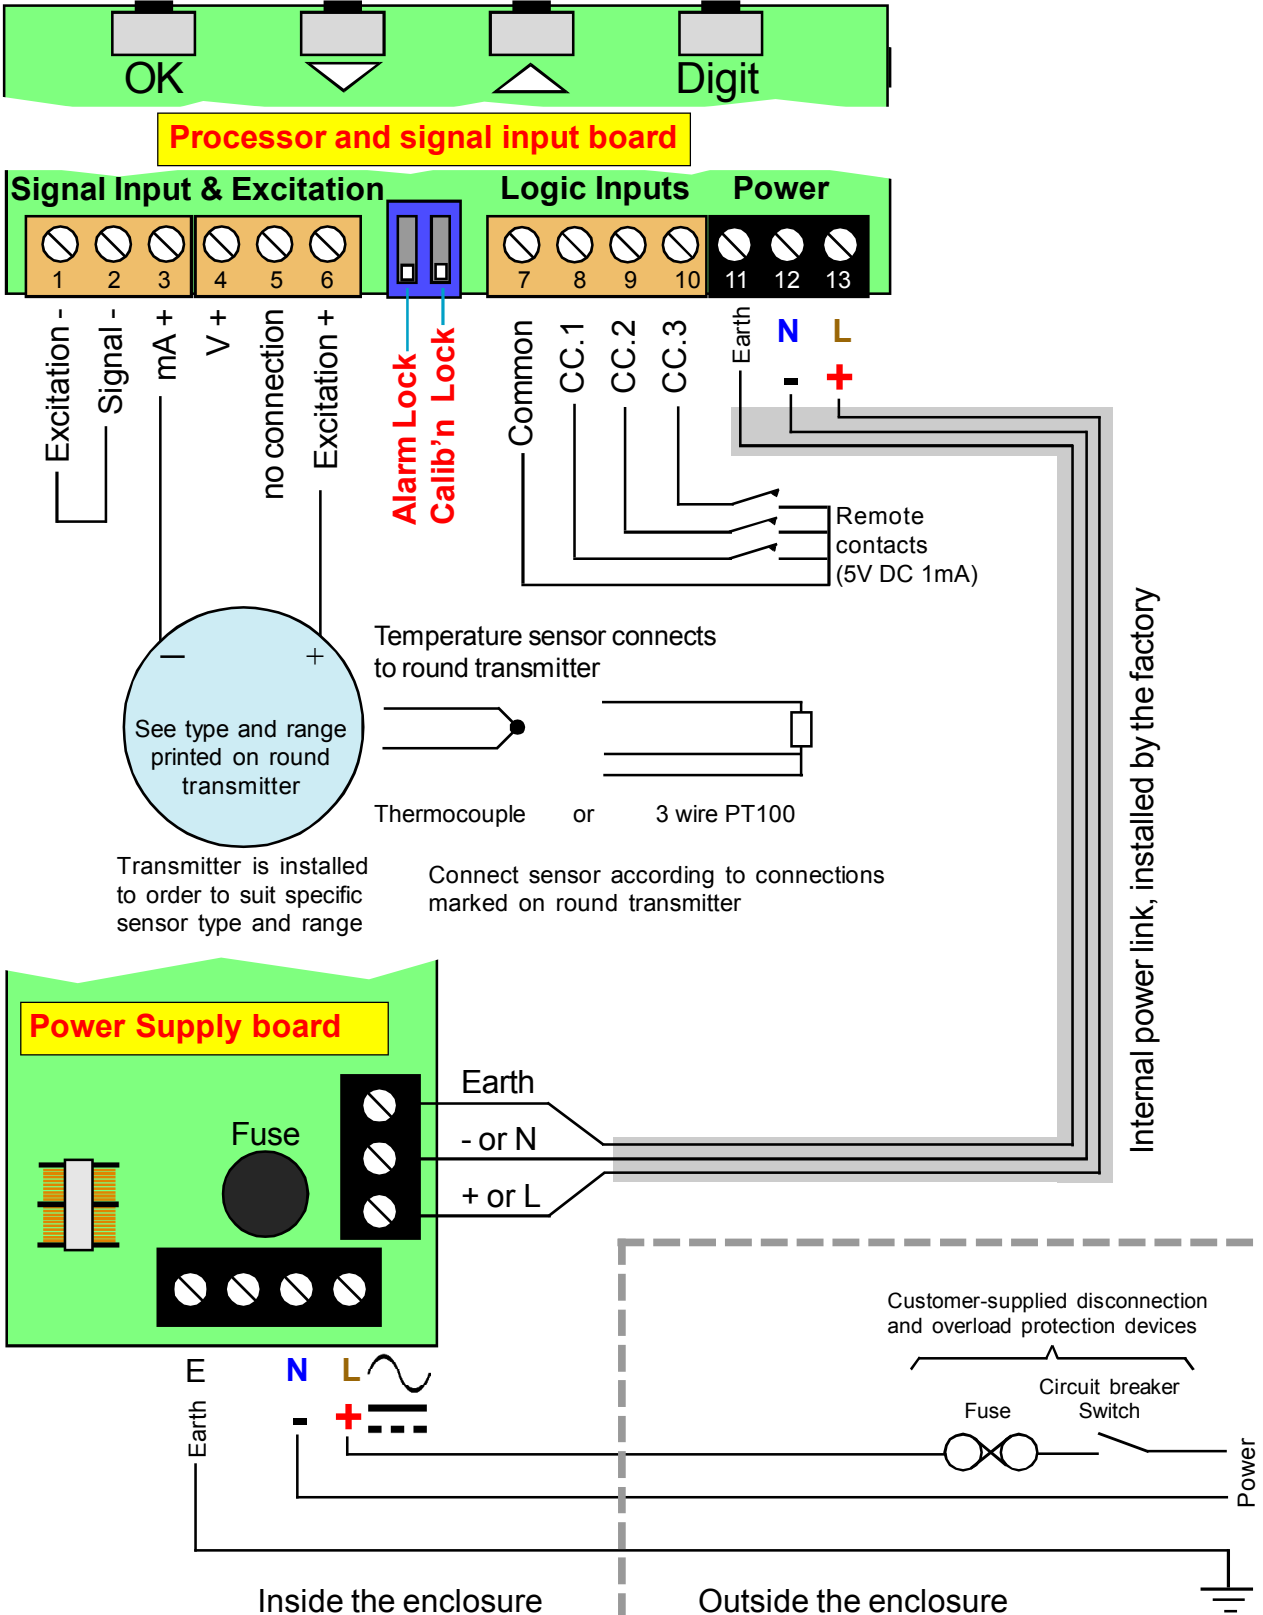 OK
Digit
Processor and signal input board
Signal Input & Excitation
Logic Inputs
Power
1 2 3 4 5 6
7 8 9 10 11 12 13
Excitation -
Signal -
mA +
V +
no connection
Excitation +
Alarm Lock
Calib'n Lock
Common
CC.1
CC.2
CC.3
Earth
N
L
-
+
Remote
contacts
(5V DC 1mA)
Internal power link, installed by the factory
Temperature sensor connects
to round transmitter
— +
See type and range
printed on round
transmitter
Thermocouple or 3 wire PT100
Transmitter is installed
to order to suit specific
sensor type and range
Connect sensor according to connections
marked on round transmitter
Power Supply board
Earth
- or N
+ or L
Fuse
E N L
Earth
- +
Customer-supplied disconnection
and overload protection devices
Fuse
Circuit breaker
Switch
Power
Inside the enclosure
Outside the enclosure